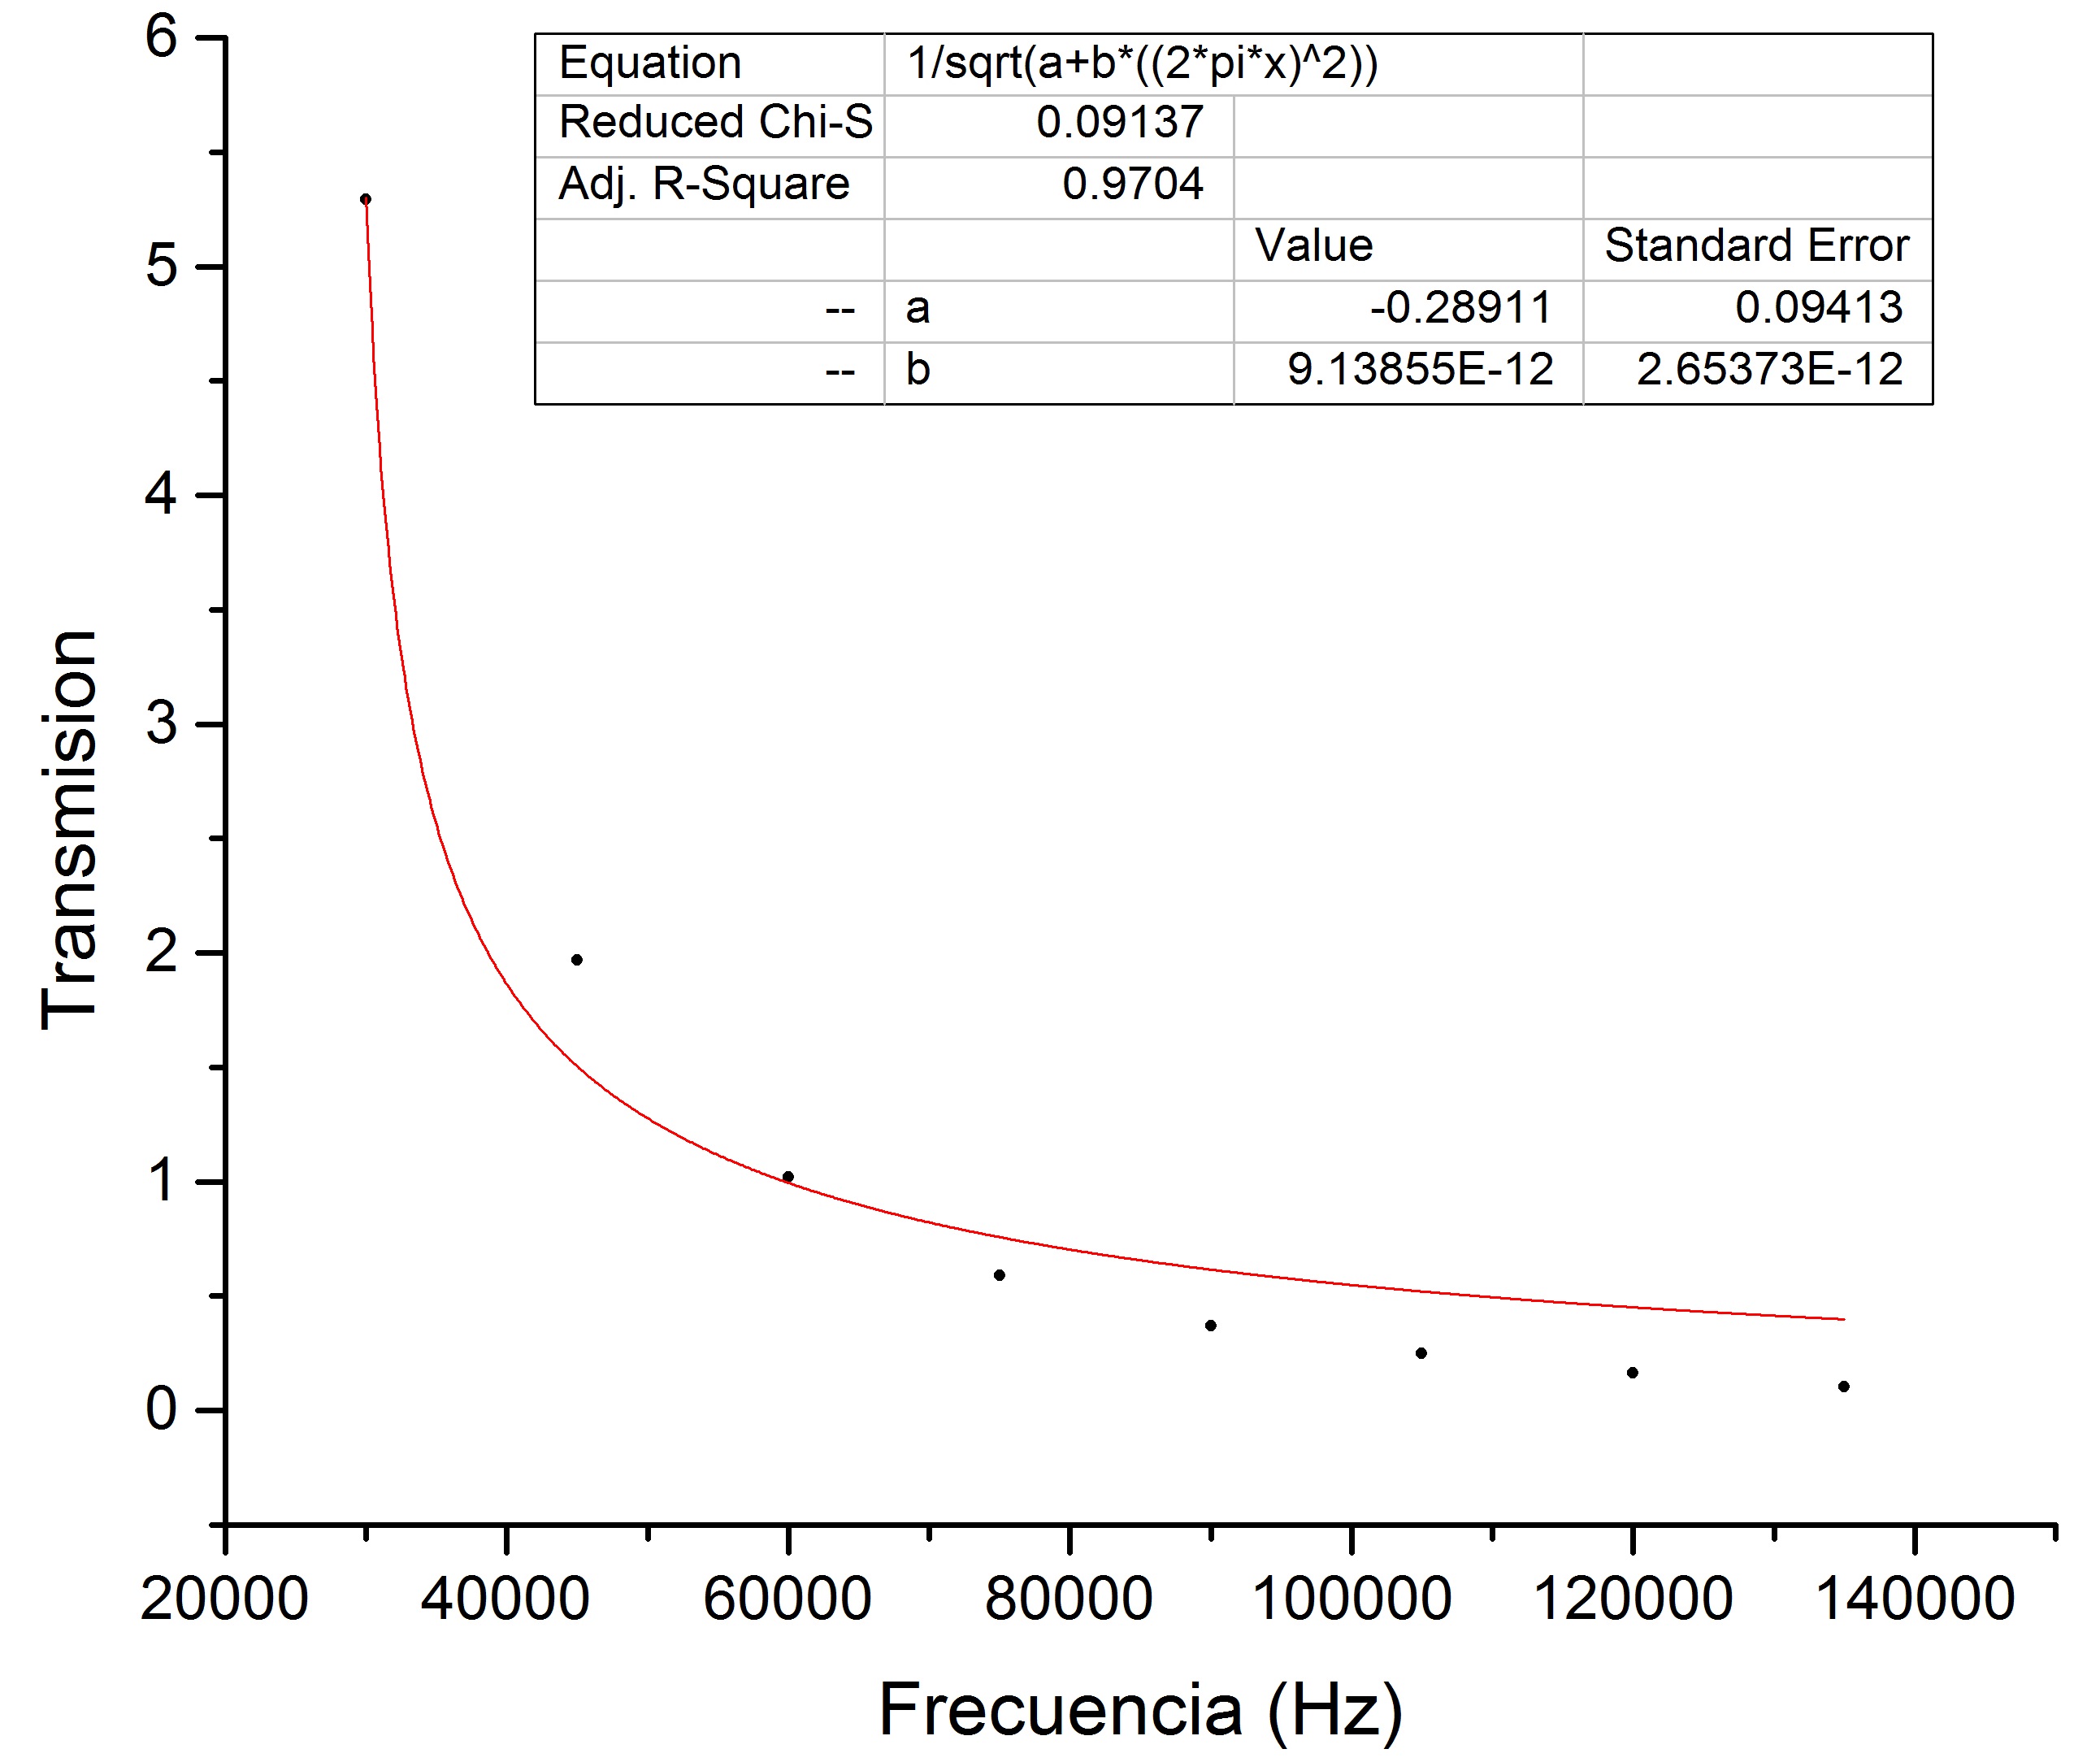 6
5
4
3
2
1
0
Transmision
Equation 1/sqrt(a+b*((2*pi*x)^2))
Reduced Chi-S 0.09137
Adj. R-Square 0.9704
Value Standard Error
-- a -0.28911 0.09413
-- b 9.13855E-12 2.65373E-12
20000 40000 60000 80000 100000 120000 140000
Frecuencia (Hz)